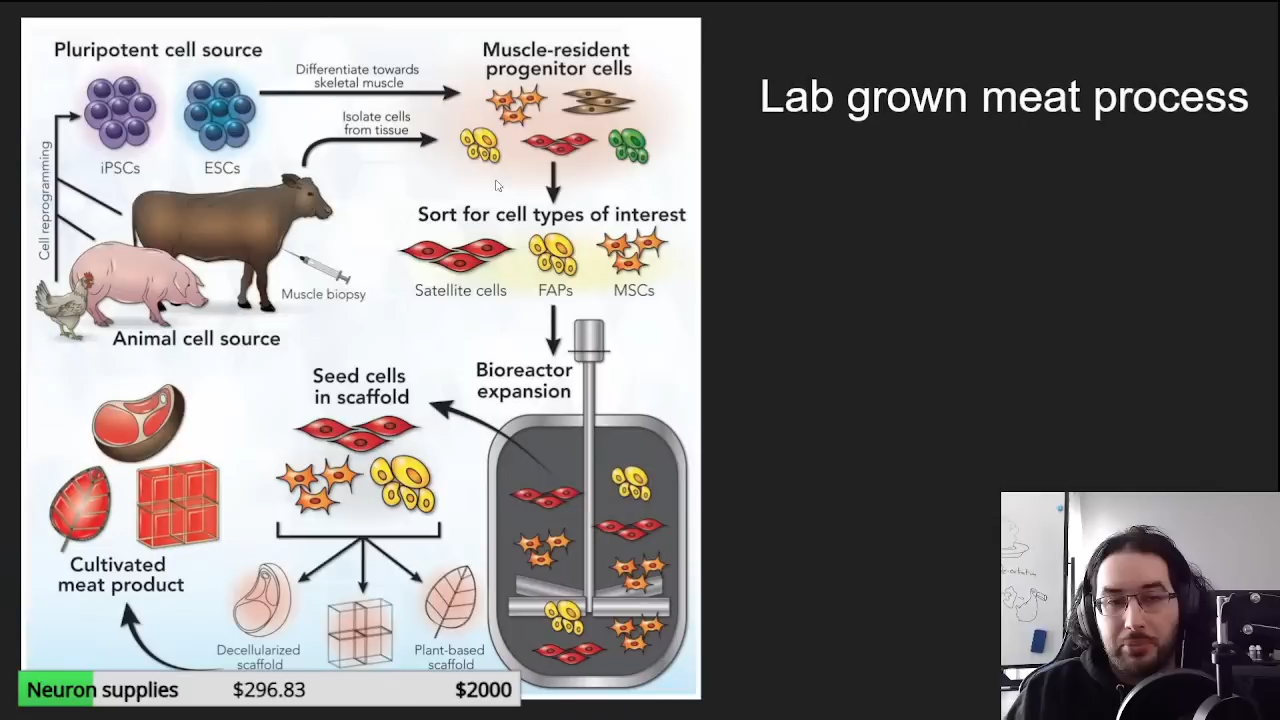 Pluripotent cell source
iPSCs
ESCs
Differentiate towards
skeletal muscle
Isolate cells
from tissue
Muscle-resident
progenitor cells
Lab grown meat process
Cell reprogramming
Muscle biopsy
Animal cell source
Sort for cell types of interest
Satellite cells
FAPs
MSCs
Bioreactor
expansion
Seed cells
in scaffold
Decellularized
scaffold
Plant-based
scaffold
Cultivated
meat product
Neuron supplies
$296.83
$2000